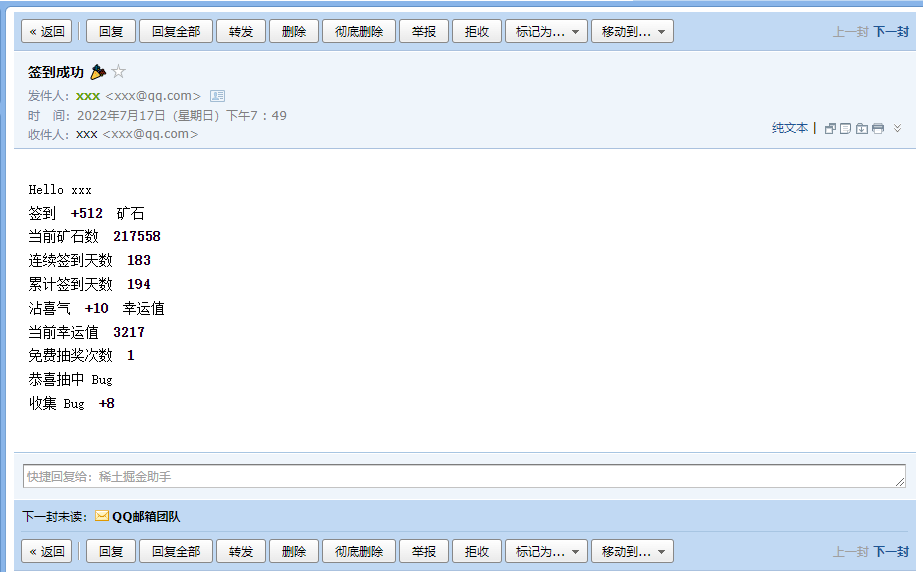 « 返回 回复 回复全部 转发 删除 彻底删除 举报 拒收 标记为... 移动到... 上一封 下一封
签到成功
发件人：xxx <xxx@qq.com>
时 间：2022年7月17日（星期日）下午7：49
收件人：xxx <xxx@qq.com>
纯文本 |
Hello xxx
签到 +512 矿石
当前矿石数 217558
连续签到天数 183
累计签到天数 194
沾喜气 +10 幸运值
当前幸运值 3217
免费抽奖次数 1
恭喜抽中 Bug
收集 Bug +8
快捷回复给：稀土掘金助手
下一封未读：QQ邮箱团队
« 返回 回复 回复全部 转发 删除 彻底删除 举报 拒收 标记为... 移动到... 上一封 下一封